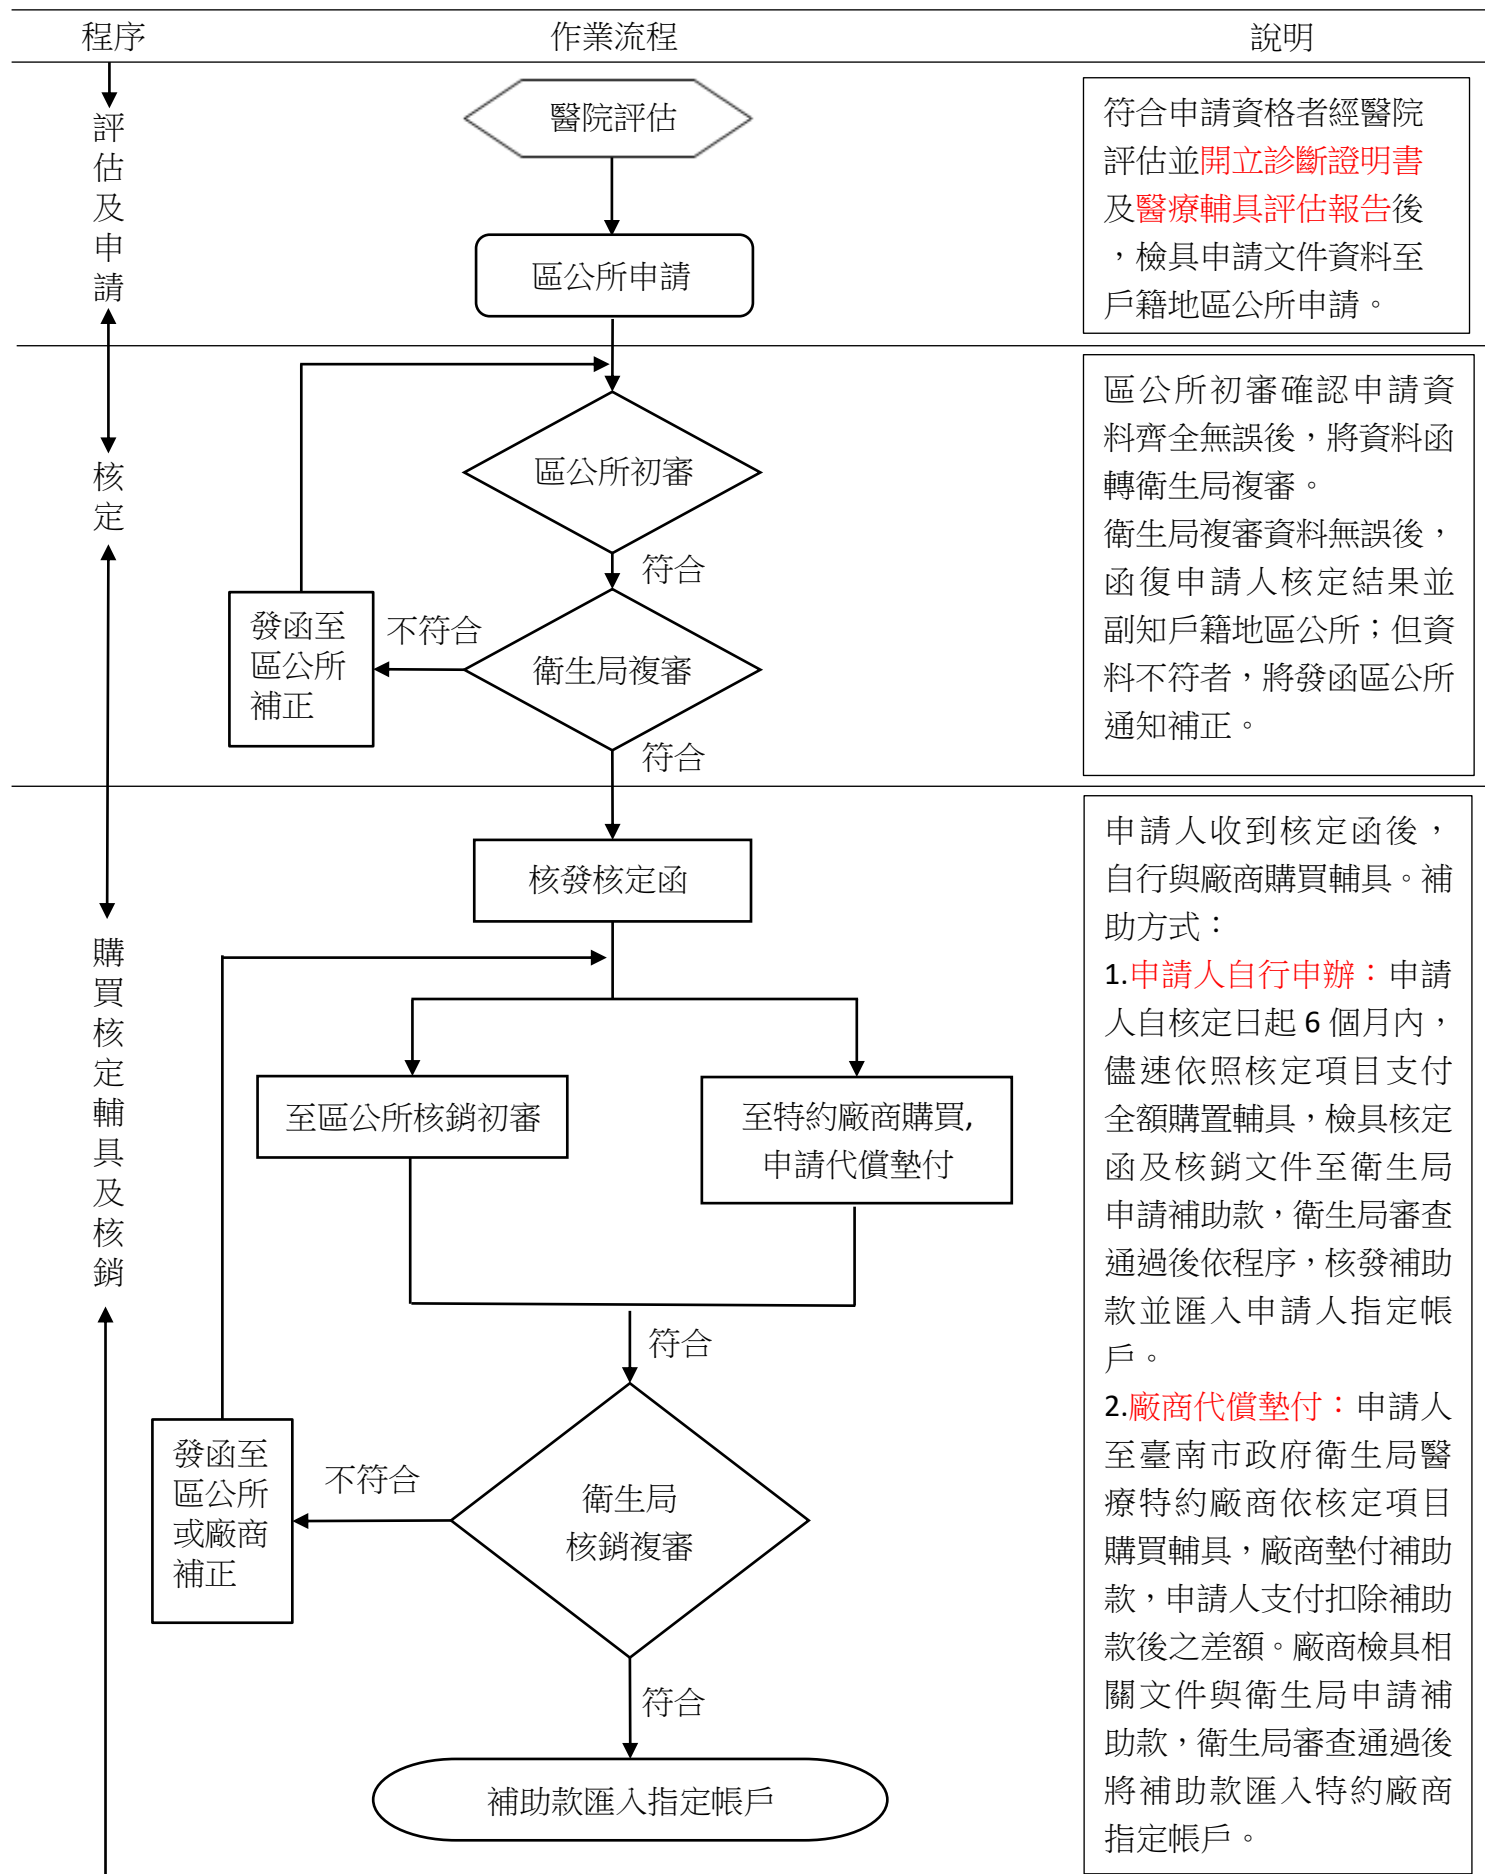 程序
作業流程
說明
評估及申請
醫院評估
區公所申請
符合申請資格者經醫院
評估並開立診斷證明書
及醫療輔具評估報告後
，檢具申請文件資料至
戶籍地區公所申請。
核定
區公所初審
符合
衛生局複審
不符合
發函至
區公所
補正
符合
區公所初審確認申請資
料齊全無誤後，將資料函
轉衛生局複審。
衛生局複審資料無誤後，
函復申請人核定結果並
副知戶籍地區公所；但資
料不符者，將發函區公所
通知補正。
購買核定輔具及核銷
核發核定函
至區公所核銷初審
至特約廠商購買,
申請代償墊付
符合
衛生局
核銷複審
不符合
發函至
區公所
或廠商
補正
符合
補助款匯入指定帳戶
申請人收到核定函後，
自行與廠商購買輔具。補
助方式：
1.申請人自行申辦：申請
人自核定日起 6 個月內，
儘速依照核定項目支付
全額購置輔具，檢具核定
函及核銷文件至衛生局
申請補助款，衛生局審查
通過後依程序，核發補助
款並匯入申請人指定帳
戶。
2.廠商代償墊付：申請人
至臺南市政府衛生局醫
療特約廠商依核定項目
購買輔具，廠商墊付補助
款，申請人支付扣除補助
款後之差額。廠商檢具相
關文件與衛生局申請補
助款，衛生局審查通過後
將補助款匯入特約廠商
指定帳戶。